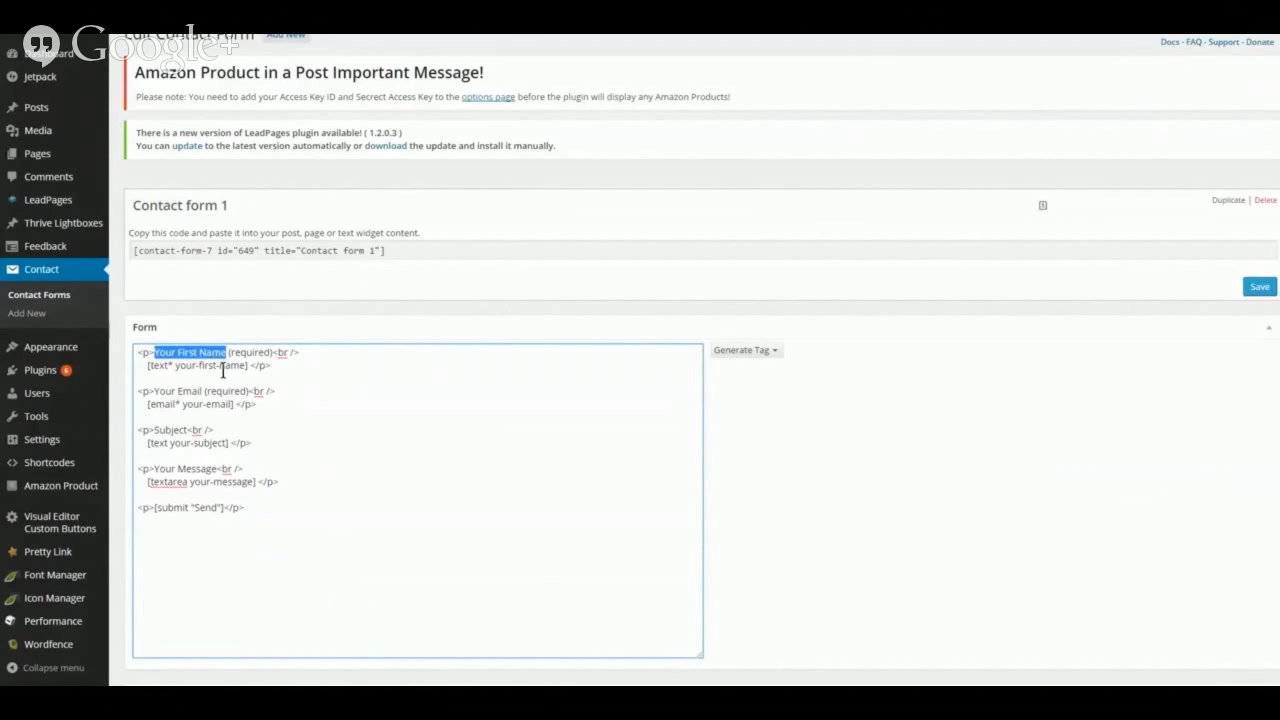 Google+
Edit Contact Form Add New
Docs - FAQ - Support - Donate
Dashboard
Jetpack
Posts
Media
Pages
Comments
LeadPages
Thrive Lightboxes
Feedback
Contact
Contact Forms
Add New
Appearance
Plugins 6
Users
Tools
Settings
Shortcodes
Amazon Product
Visual Editor
Custom Buttons
Pretty Link
Font Manager
Icon Manager
Performance
Wordfence
Collapse menu
Amazon Product in a Post Important Message!
Please note: You need to add your Access Key ID and Secrect Access Key to the options page before the plugin will display any Amazon Products!
There is a new version of LeadPages plugin available! ( 1.2.0.3 )
You can update to the latest version automatically or download the update and install it manually.
Contact form 1
Duplicate | Delete
Copy this code and paste it into your post, page or text widget content.
[contact-form-7 id="649" title="Contact form 1"]
Save
Form
<p>Your First Name (required)<br />
[text* your-first-name] </p>
<p>Your Email (required)<br />
[email* your-email] </p>
<p>Subject<br />
[text your-subject] </p>
<p>Your Message<br />
[textarea your-message] </p>
<p>[submit "Send"]</p>
Generate Tag